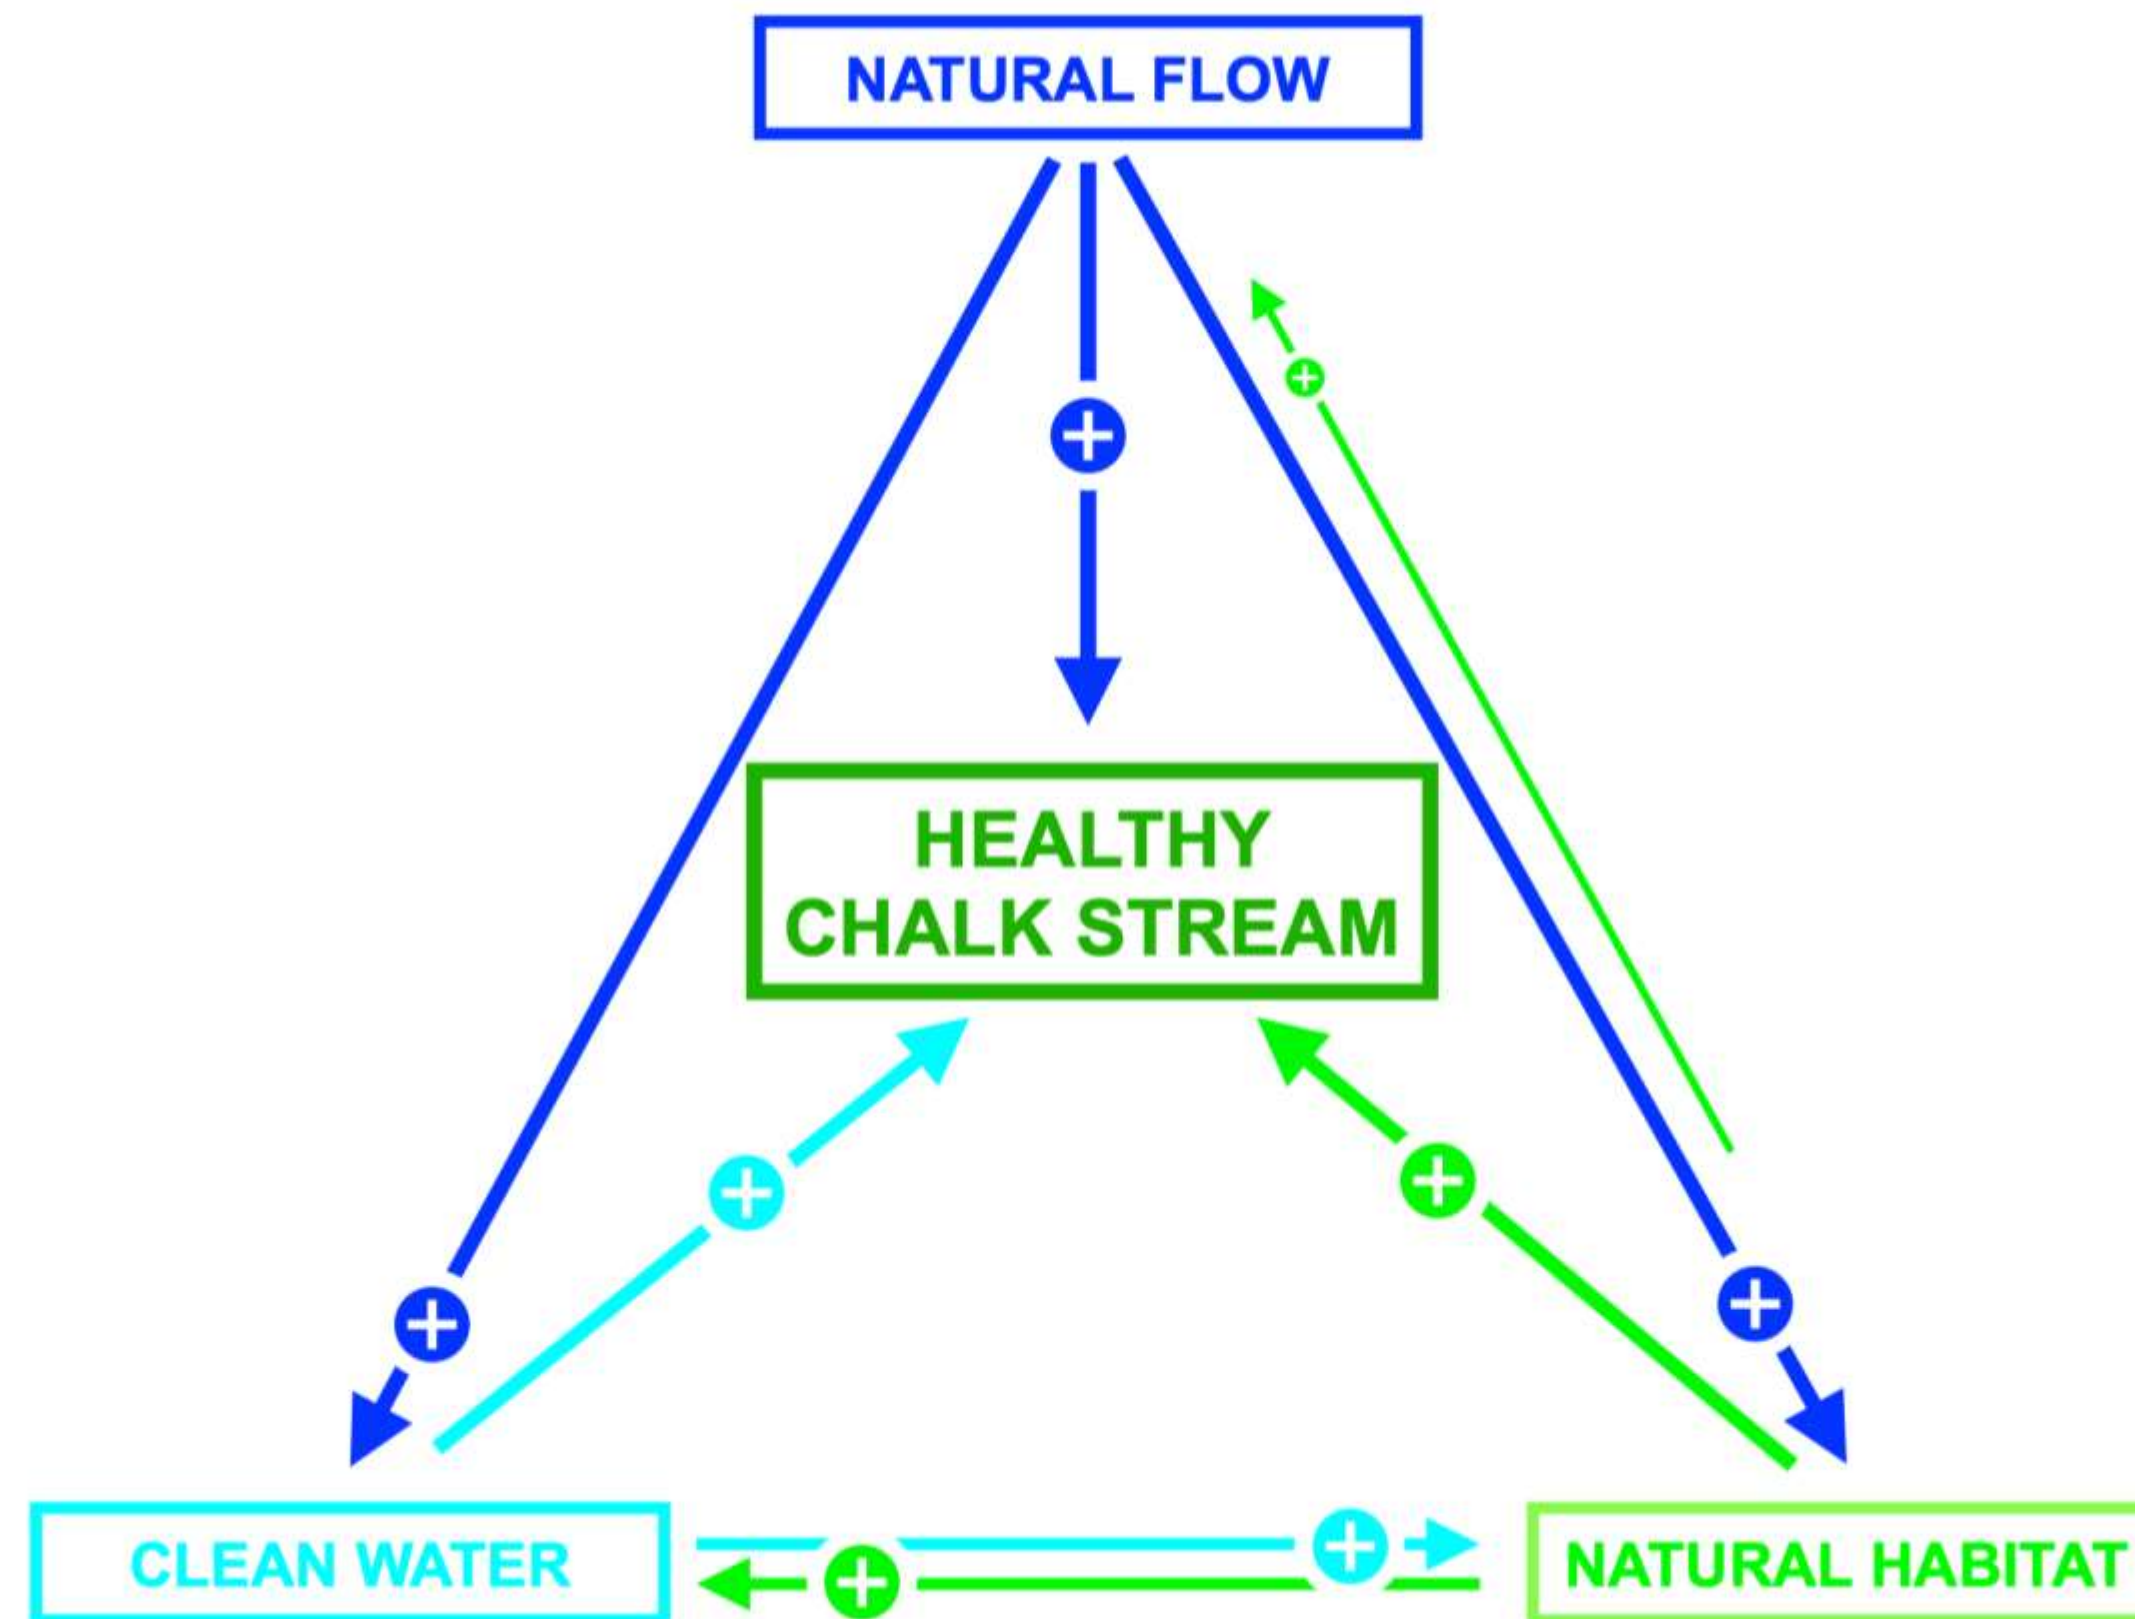 NATURAL FLOW
HEALTHY
CHALK STREAM
CLEAN WATER
NATURAL HABITAT